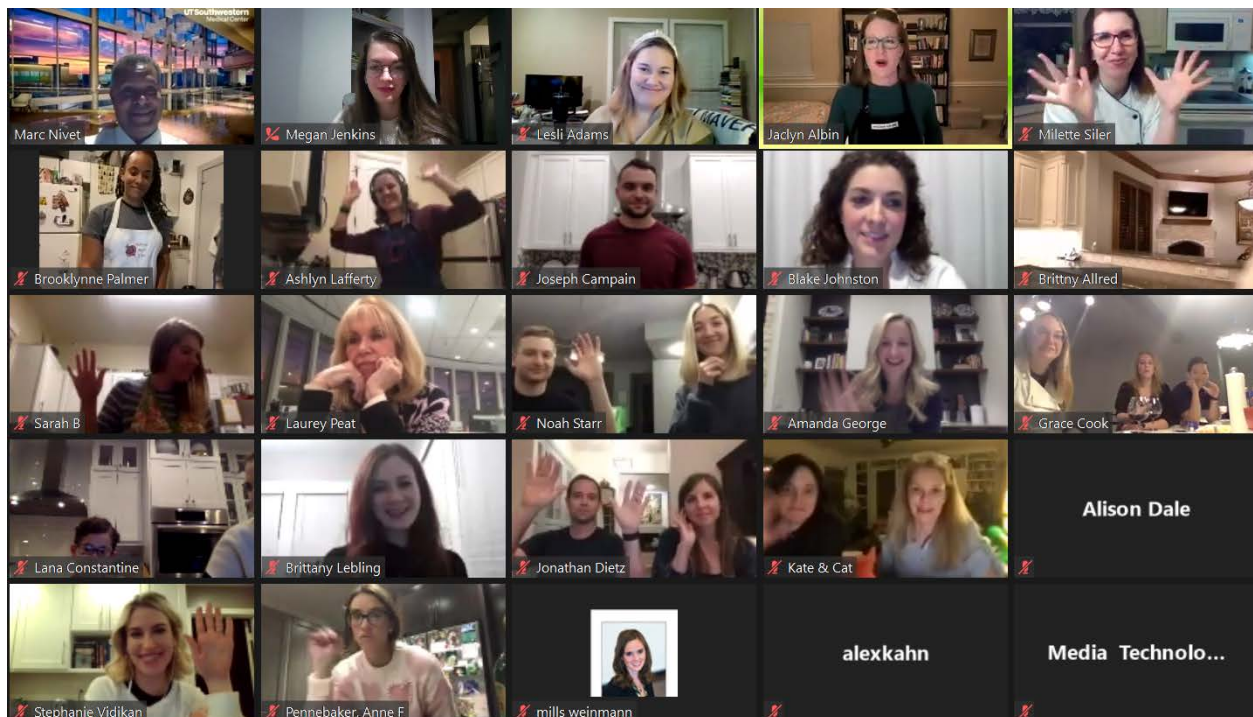 UTSouthwestern
Medical Center
Marc Nivet
Megan Jenkins
Lesli Adams
Jaclyn Albin
Milette Siler
Brooklynne Palmer
Ashlyn Lafferty
Joseph Campain
Blake Johnston
Brittny Allred
Sarah B
Laurey Peat
Noah Starr
Amanda George
Grace Cook
Lana Constantine
Brittany Lebling
Jonathan Dietz
Kate & Cat
Alison Dale
Stephanie Vidikan
Pennebaker, Anne F
mills weinmann
alexkahn
Media Technolo...